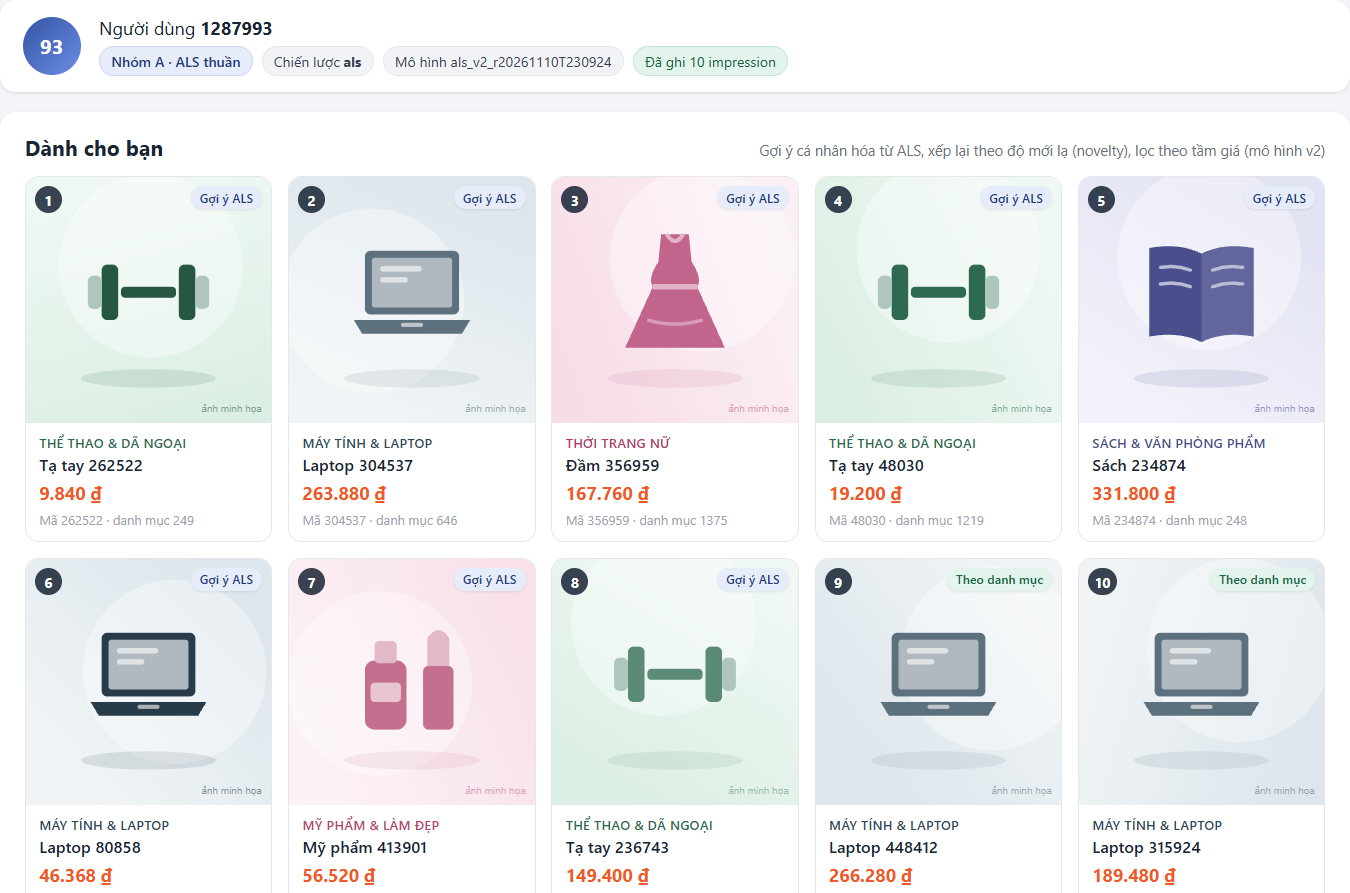 93
Người dùng 1287993
Nhóm A · ALS thuần
Chiến lược als
Mô hình als_v2_r20261110T230924
Đã ghi 10 impression
Dành cho bạn
Gợi ý cá nhân hóa từ ALS, xếp lại theo độ mới lạ (novelty), lọc theo tầm giá (mô hình v2)
1
Gợi ý ALS
ảnh minh họa
THỂ THAO & DÃ NGOẠI
Tạ tay 262522
9.840 ₫
Mã 262522 · danh mục 249
2
Gợi ý ALS
ảnh minh họa
MÁY TÍNH & LAPTOP
Laptop 304537
263.880 ₫
Mã 304537 · danh mục 646
3
Gợi ý ALS
ảnh minh họa
THỜI TRANG NỮ
Đầm 356959
167.760 ₫
Mã 356959 · danh mục 1375
4
Gợi ý ALS
ảnh minh họa
THỂ THAO & DÃ NGOẠI
Tạ tay 48030
19.200 ₫
Mã 48030 · danh mục 1219
5
Gợi ý ALS
ảnh minh họa
SÁCH & VĂN PHÒNG PHẨM
Sách 234874
331.800 ₫
Mã 234874 · danh mục 248
6
Gợi ý ALS
ảnh minh họa
MÁY TÍNH & LAPTOP
Laptop 80858
46.368 ₫
7
Gợi ý ALS
ảnh minh họa
MỸ PHẨM & LÀM ĐẸP
Mỹ phẩm 413901
56.520 ₫
8
Gợi ý ALS
ảnh minh họa
THỂ THAO & DÃ NGOẠI
Tạ tay 236743
149.400 ₫
9
Theo danh mục
ảnh minh họa
MÁY TÍNH & LAPTOP
Laptop 448412
266.280 ₫
10
Theo danh mục
ảnh minh họa
MÁY TÍNH & LAPTOP
Laptop 315924
189.480 ₫